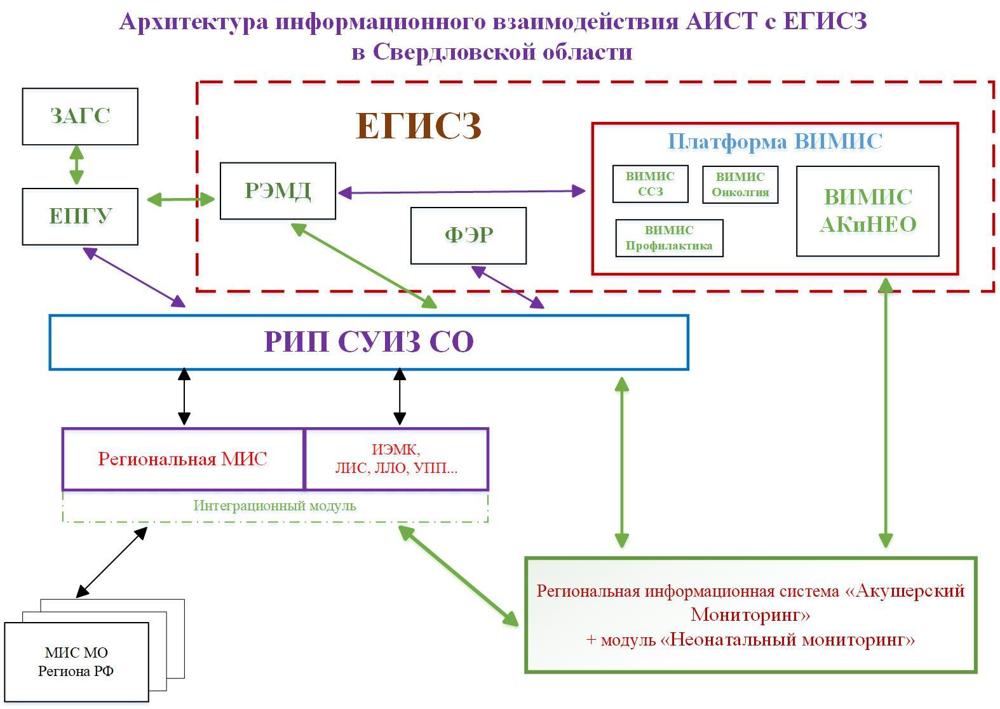 Архитектура информационного взаимодействия АИСТ с ЕГИСЗ
в Свердловской области
ЗАГС
ЕГИСЗ
Платформа ВИМИС
ВИМИС
ССЗ
ВИМИС
Онколгия
ВИМИС
АКиНЕО
РЭМД
ЕПГУ
ФЭР
ВИМИС
Профилактика
РИП СУИЗ СО
Региональная МИС
ИЭМК,
ЛИС, ЛЛО, УПП...
Интеграционный модуль
Региональная информационная система «Акушерский
Мониторинг»
+ модуль «Неонатальный мониторинг»
МИС МО
Региона РФ